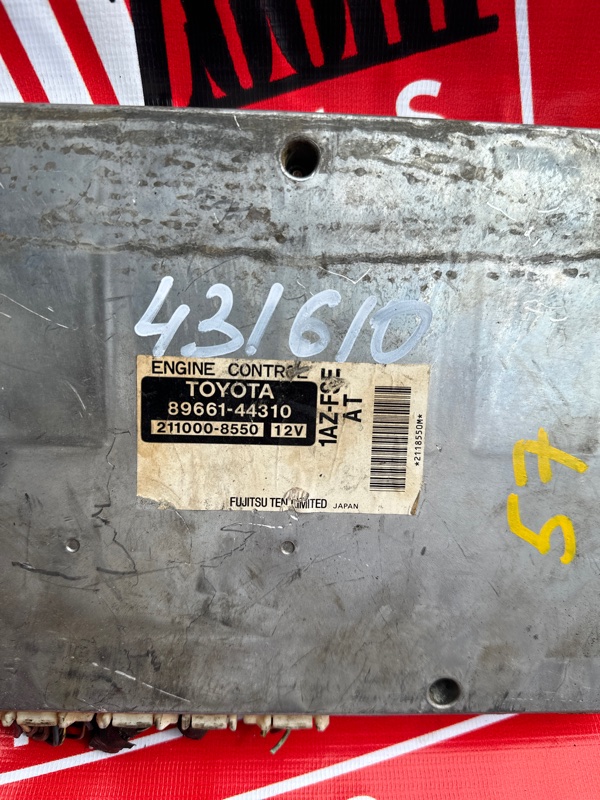 S
431610
ENGINE CONTROL
TOYOTA
89661-44310
211000-8550 12V
1AZ-FSE
AT
*2118550M*
FUJITSU TEN LIMITED JAPAN
57